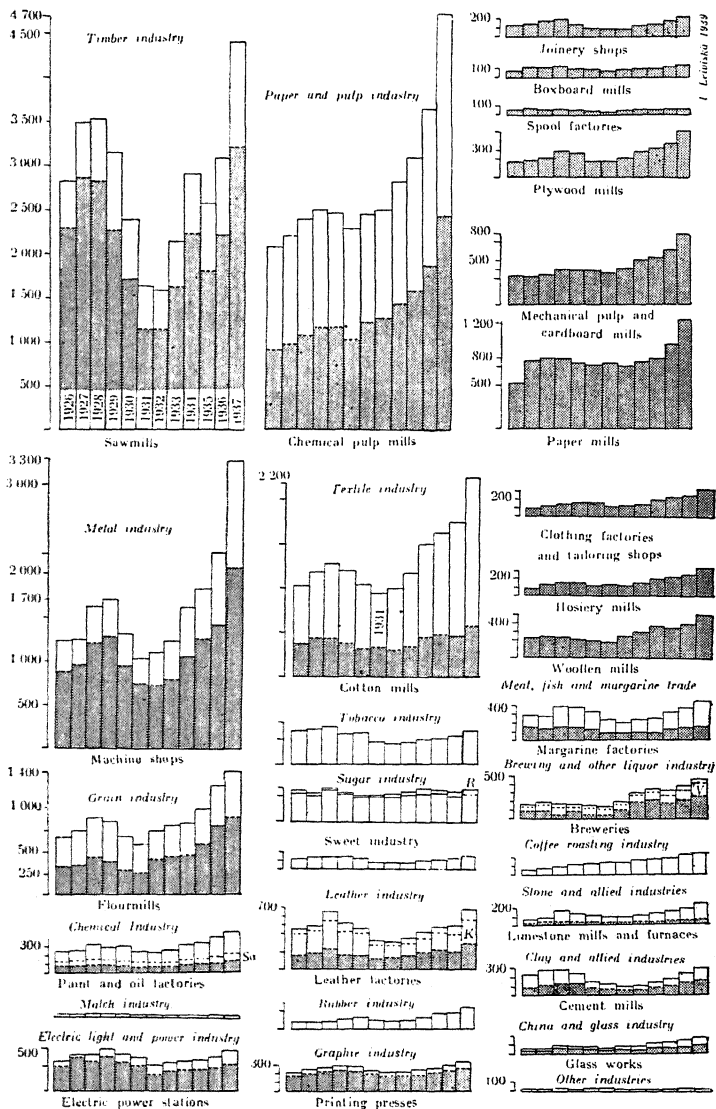 4 700
4 500
Timber industry
3 500
3 000
2 500
2 000
1 500
1 000
500
1926
1927
1928
1929
1930
1931
1932
1933
1934
1935
1936
1937
Sawmills
Paper and pulp industry
Chemical pulp mills
200
Joinery shops
100
Boxboard mills
100
Spool factories
300
Plywood mills
I Leiviskä 1939
800
500
Mechanical pulp and
cardboard mills
1 200
800
500
Paper mills
3 300
3 000
Metal industry
2 000
1 700
1 000
500
Machine shops
2 200
Textile industry
1931
Cotton mills
200
Clothing factories
and tailoring shops
200
Hosiery mills
400
Woollen mills
1 400
1 000
Grain industry
500
250
Flourmills
Chemical Industry
300
Sa
Paint and oil factories
Match industry
Electric light and power industry
500
Electric power stations
Tobacco industry
Sugar industry
R
Sweet industry
Leather industry
700
K
Leather factories
Rubber industry
Graphic industry
300
Printing presses
Meat, fish and margarine trade
400
Margarine factories
Brewing and other liquor industry
500
V
Breweries
Coffee roasting industry
Stone and allied industries
200
Limestone mills and furnaces
Clay and allied industries
300
Cement mills
China and glass industry
Glass works
Other industries
100